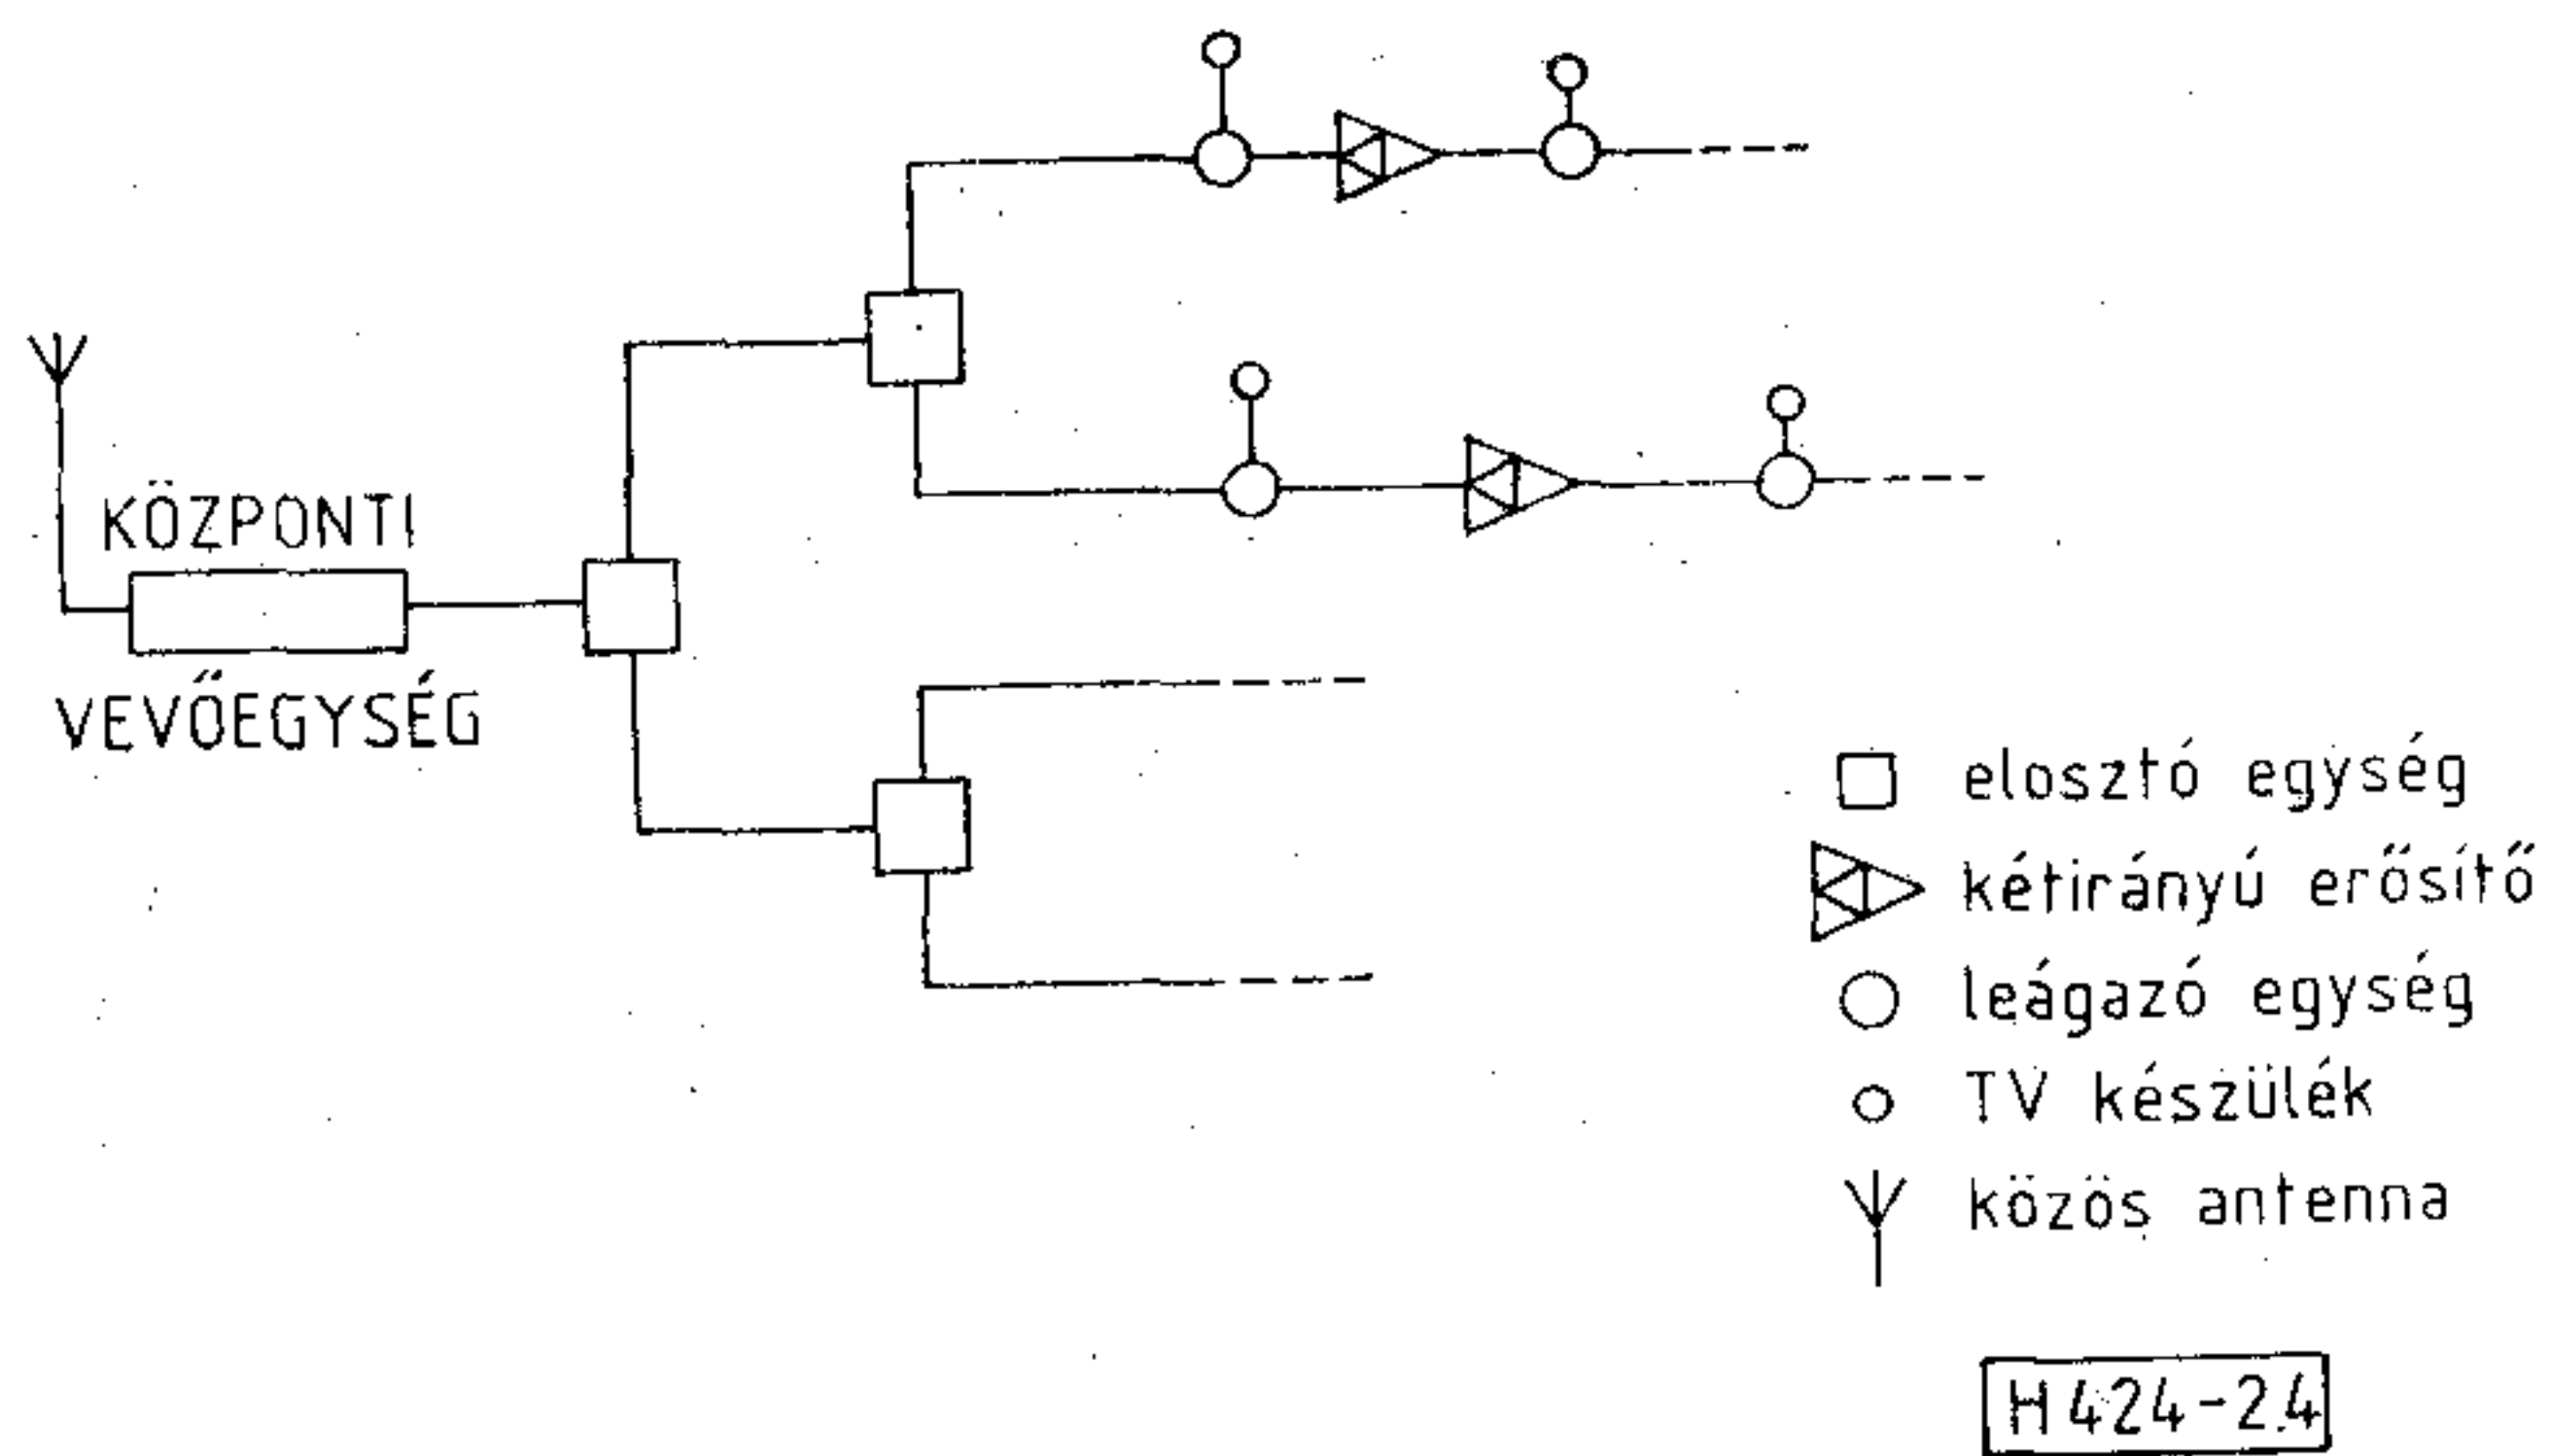 KÖZPONTI
VEVŐEGYSÉG
elosztó egység
kétirányú erősítő
leágazó egység
TV készülék
közös antenna
H424-2.4